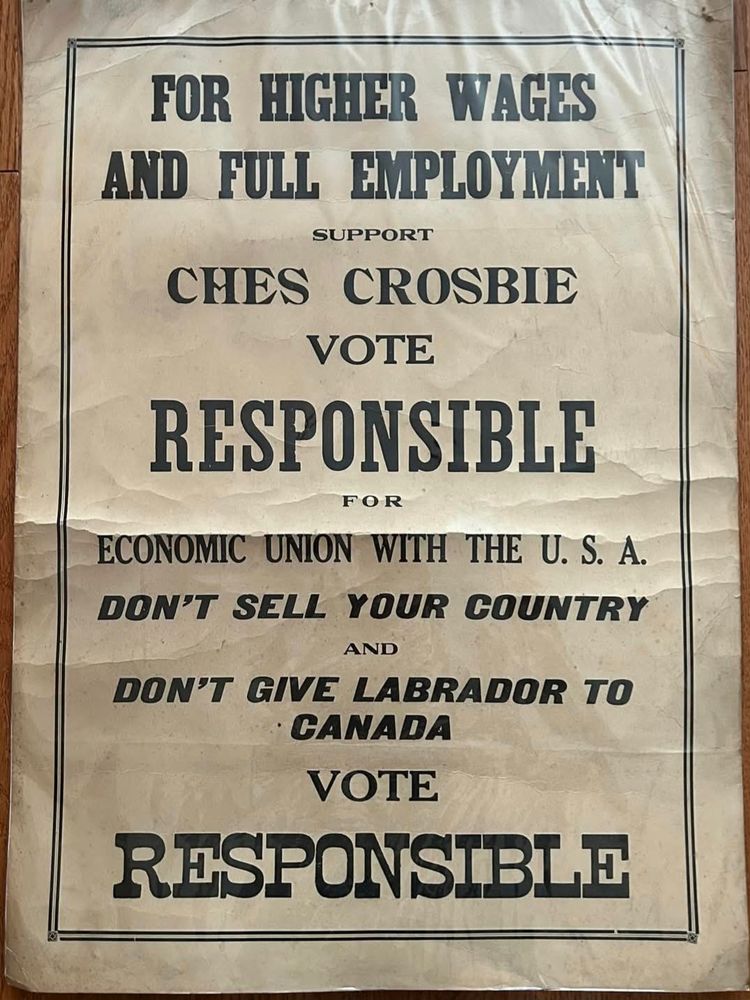 FOR HIGHER WAGES
AND FULL EMPLOYMENT
SUPPORT
CHES CROSBIE
VOTE
RESPONSIBLE
FOR
ECONOMIC UNION WITH THE U. S. A.
DON'T SELL YOUR COUNTRY
AND
DON'T GIVE LABRADOR TO
CANADA
VOTE
RESPONSIBLE